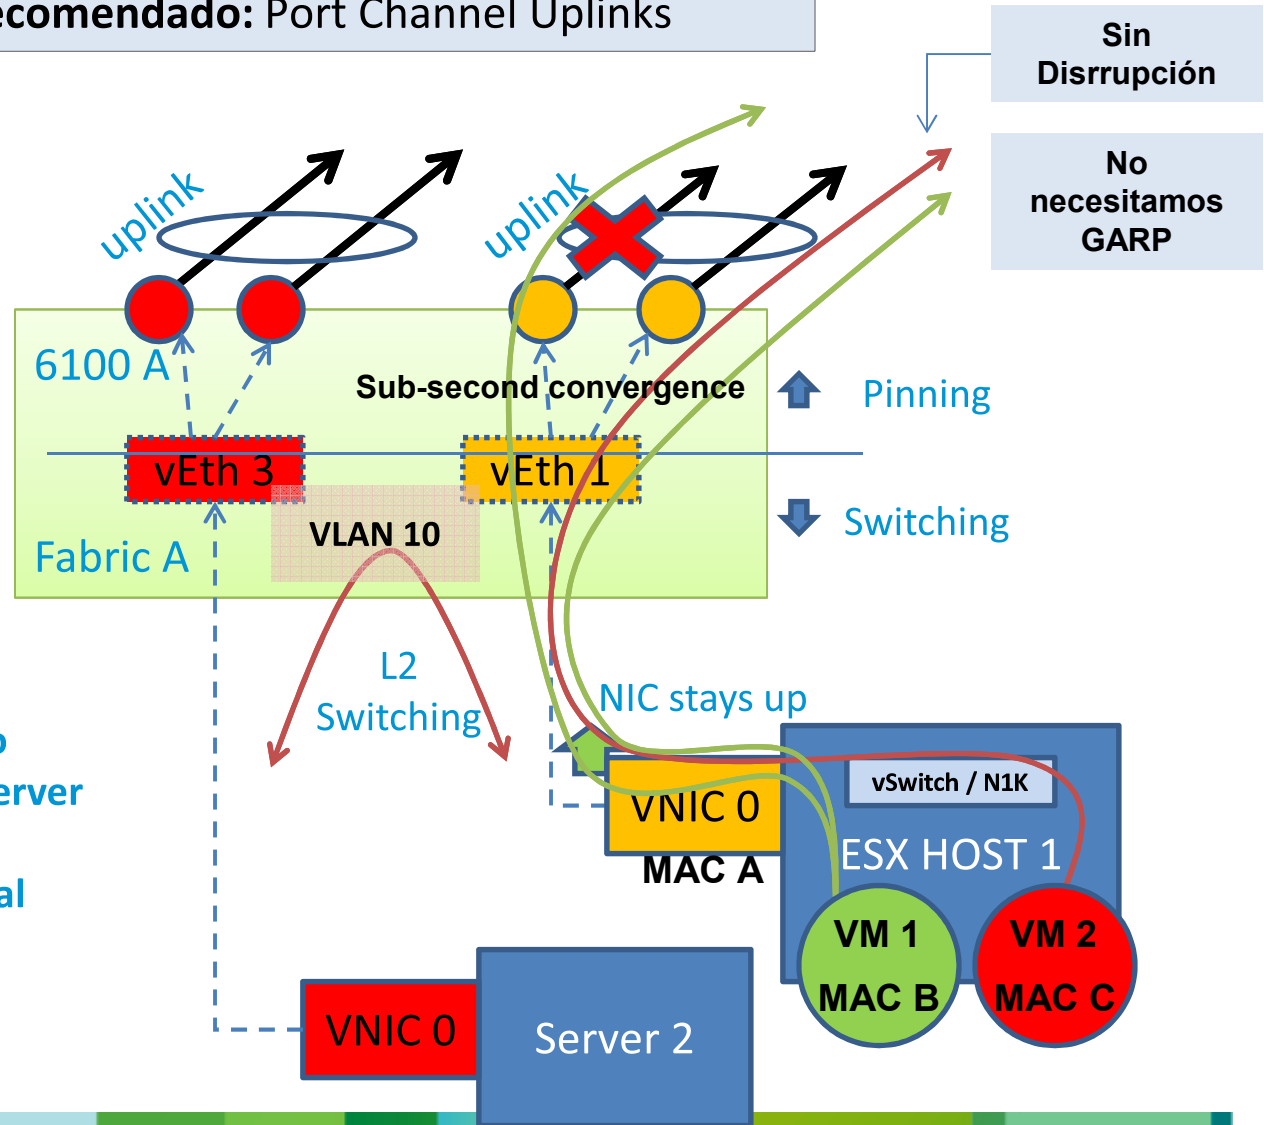 ecomendado: Port Channel Uplinks
Sin
Disrrupción
No
necesitamos
GARP
uplink
uplink
6100 A
Sub-second convergence
Pinning
vEth 3
vEth 1
VLAN 10
Switching
Fabric A
L2
Switching
NIC stays up
o
erver
al
vSwitch / N1K
VNIC 0
MAC A
ESX HOST 1
VM 1
MAC B
VM 2
MAC C
VNIC 0
Server 2